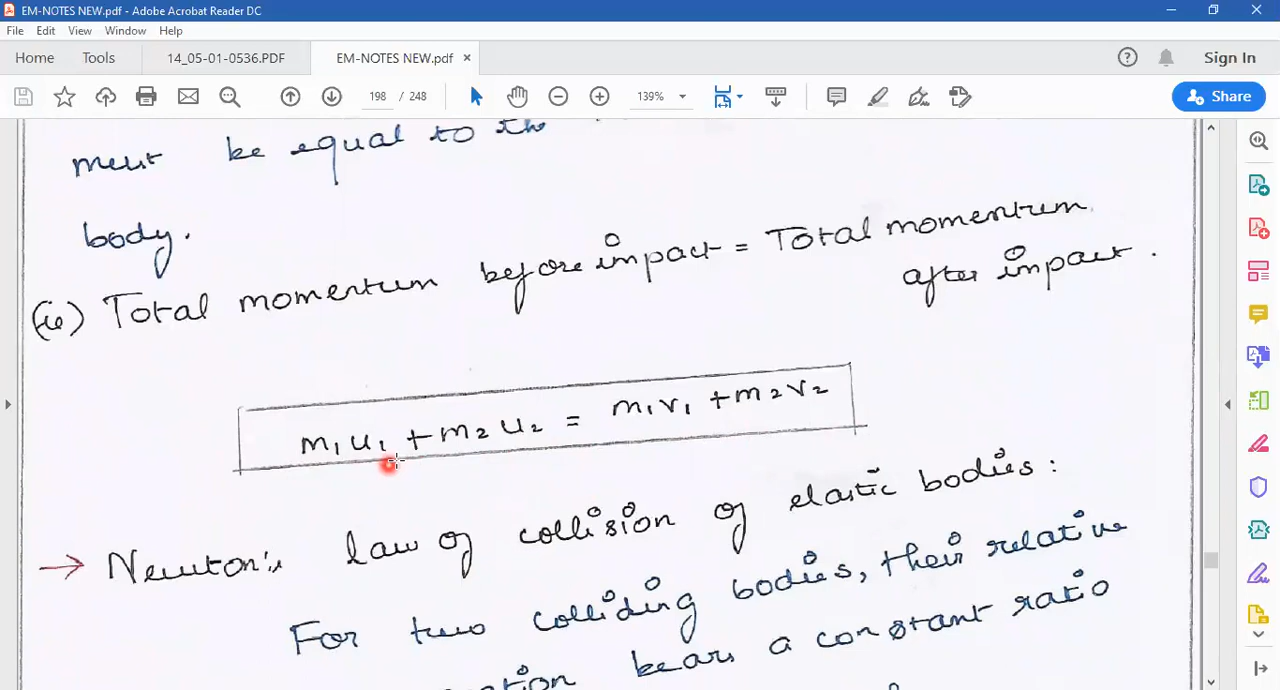 EM-NOTES NEW.pdf - Adobe Acrobat Reader DC
File Edit View Window Help
Home Tools 14_05-01-0536.PDF EM-NOTES NEW.pdf × Sign In
198 / 248 139% Share
ment be equal to the
body.
(ie) Total momentum before impact = Total momentum
after impact.
m1u1 + m2u2 = m1v1 + m2v2
→ Newton's law of collision of elastic bodies:
For two colliding bodies, their relative
bears a constant ratio